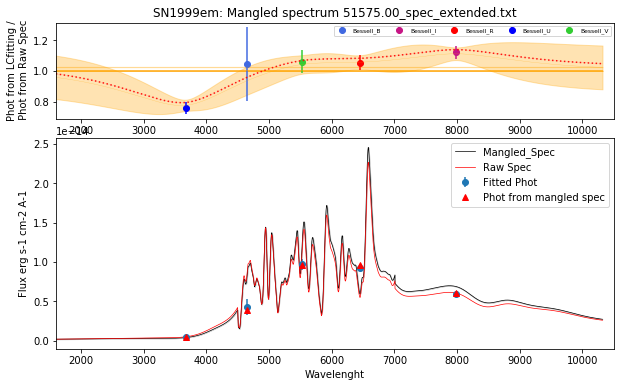 SN1999em: Mangled spectrum 51575.00_spec_extended.txt
Phot from LCfitting /
Phot from Raw Spec
1.2
1.0
0.8
Bessell_B
Bessell_I
Bessell_R
Bessell_U
Bessell_V
2000 3000 4000 5000 6000 7000 8000 9000 10000
1e−14
Flux erg s-1 cm-2 A-1
2.5
2.0
1.5
1.0
0.5
0.0
Mangled_Spec
Raw Spec
Fitted Phot
Phot from mangled spec
2000 3000 4000 5000 6000 7000 8000 9000 10000
Wavelenght